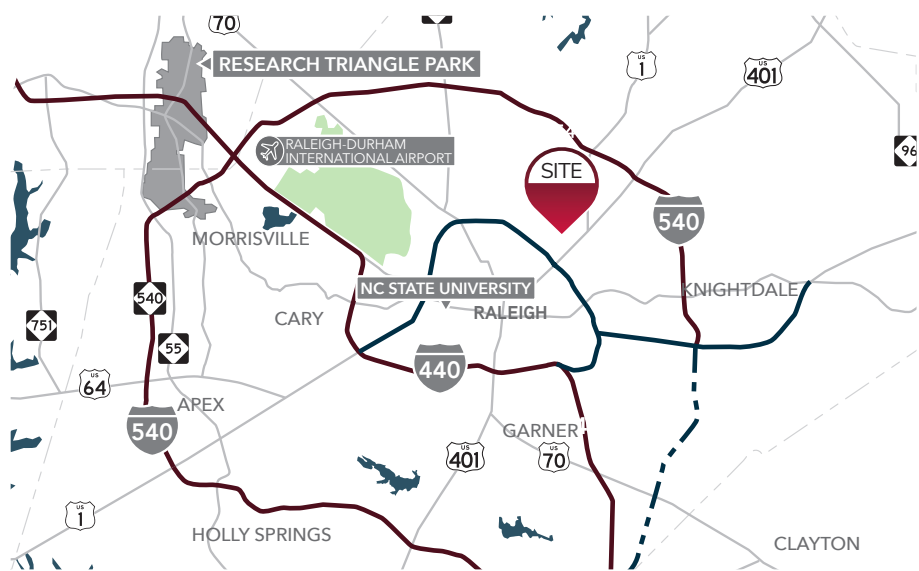 70
RESEARCH TRIANGLE PARK
US
1
US
401
96
RALEIGH-DURHAM
INTERNATIONAL AIRPORT
SITE
540
MORRISVILLE
NC STATE UNIVERSITY
KNIGHTDALE
540
RALEIGH
CARY
751
55
US
64
440
APEX
540
GARNER
US
401
US
70
US
1
HOLLY SPRINGS
CLAYTON